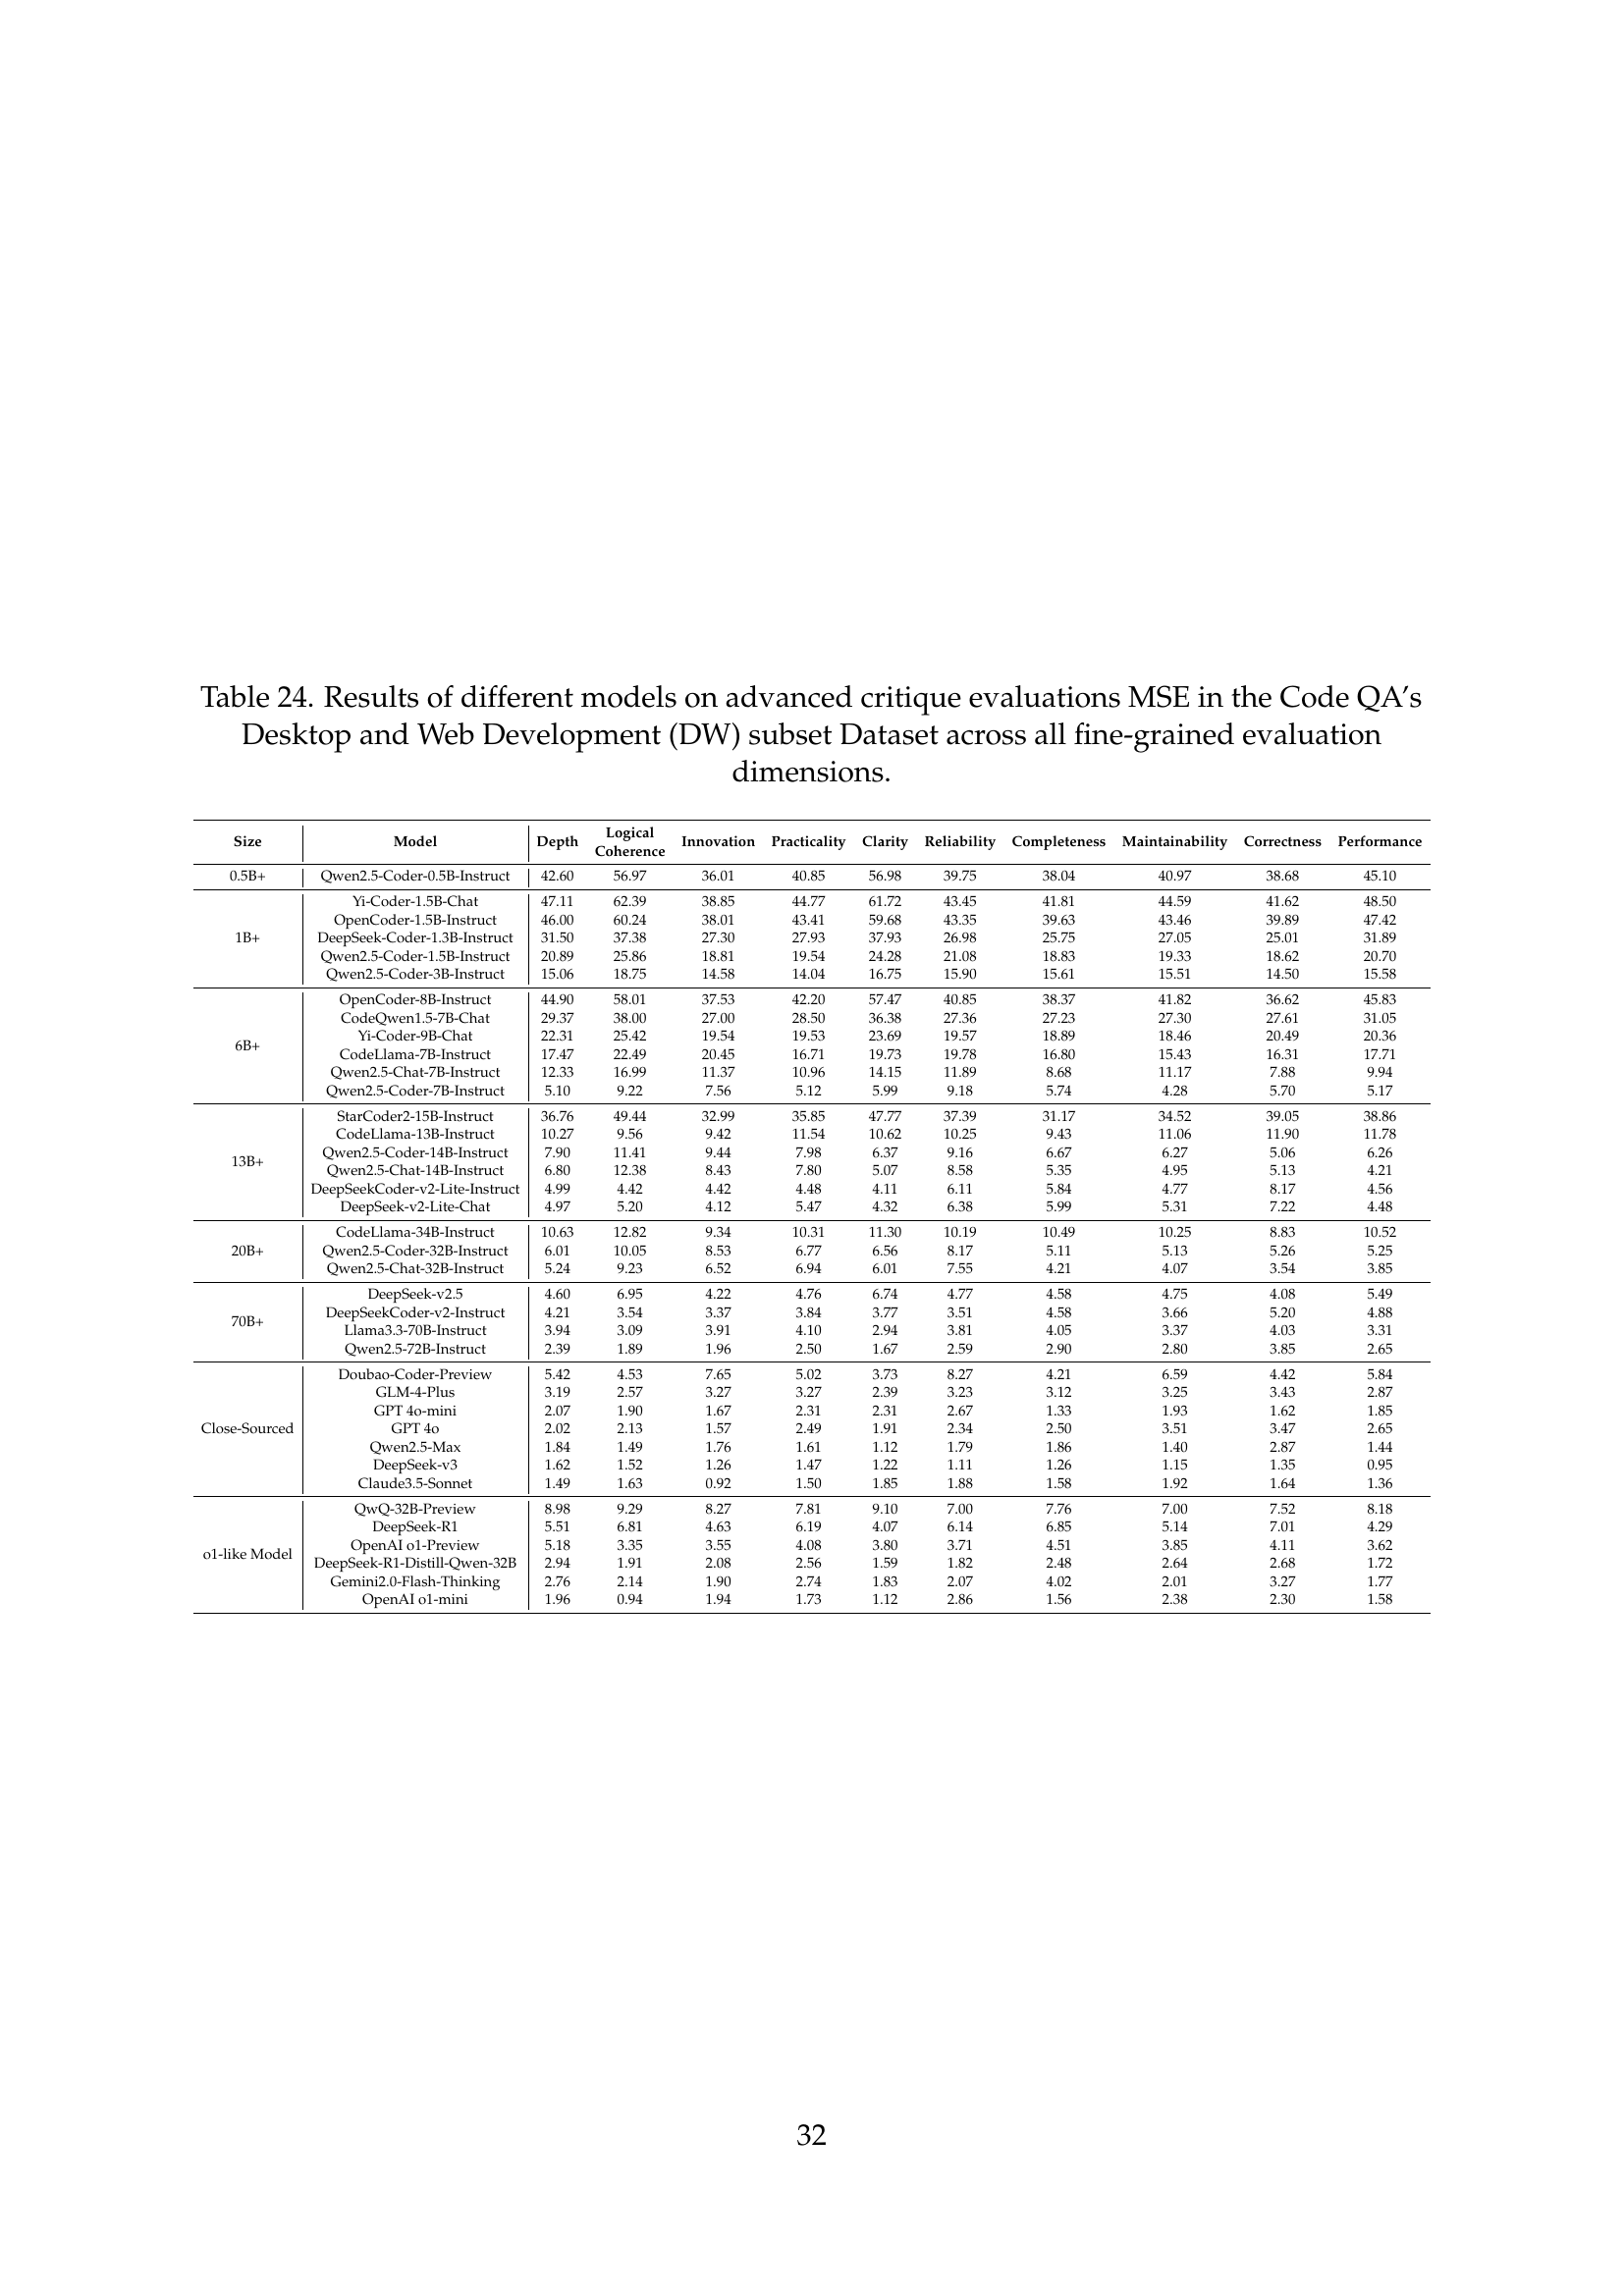 Table 24. Results of different models on advanced critique evaluations MSE in the Code QA's
Desktop and Web Development (DW) subset Dataset across all fine-grained evaluation
dimensions.
Size Model Depth Logical Coherence Innovation Practicality Clarity Reliability Completeness Maintainability Correctness Performance
0.5B+ Qwen2.5-Coder-0.5B-Instruct 42.60 56.97 36.01 40.85 56.98 39.75 38.04 40.97 38.68 45.10
1B+
Yi-Coder-1.5B-Chat 47.11 62.39 38.85 44.77 61.72 43.45 41.81 44.59 41.62 48.50
OpenCoder-1.5B-Instruct 46.00 60.24 38.01 43.41 59.68 43.35 39.63 43.46 39.89 47.42
DeepSeek-Coder-1.3B-Instruct 31.50 37.38 27.30 27.93 37.93 26.98 25.75 27.05 25.01 31.89
Qwen2.5-Coder-1.5B-Instruct 20.89 25.86 18.81 19.54 24.28 21.08 18.83 19.33 18.62 20.70
Qwen2.5-Coder-3B-Instruct 15.06 18.75 14.58 14.04 16.75 15.90 15.61 15.51 14.50 15.58
6B+
OpenCoder-8B-Instruct 44.90 58.01 37.53 42.20 57.47 40.85 38.37 41.82 36.62 45.83
CodeQwen1.5-7B-Chat 29.37 38.00 27.00 28.50 36.38 27.36 27.23 27.30 27.61 31.05
Yi-Coder-9B-Chat 22.31 25.42 19.54 19.53 23.69 19.57 18.89 18.46 20.49 20.36
CodeLlama-7B-Instruct 17.47 22.49 20.45 16.71 19.73 19.78 16.80 15.43 16.31 17.71
Qwen2.5-Chat-7B-Instruct 12.33 16.99 11.37 10.96 14.15 11.89 8.68 11.17 7.88 9.94
Qwen2.5-Coder-7B-Instruct 5.10 9.22 7.56 5.12 5.99 9.18 5.74 4.28 5.70 5.17
13B+
StarCoder2-15B-Instruct 36.76 49.44 32.99 35.85 47.77 37.39 31.17 34.52 39.05 38.86
CodeLlama-13B-Instruct 10.27 9.56 9.42 11.54 10.62 10.25 9.43 11.06 11.90 11.78
Qwen2.5-Coder-14B-Instruct 7.90 11.41 9.44 7.98 6.37 9.16 6.67 6.27 5.06 6.26
Qwen2.5-Chat-14B-Instruct 6.80 12.38 8.43 7.80 5.07 8.58 5.35 4.95 5.13 4.21
DeepSeekCoder-v2-Lite-Instruct 4.99 4.42 4.42 4.48 4.11 6.11 5.84 4.77 8.17 4.56
DeepSeek-v2-Lite-Chat 4.97 5.20 4.12 5.47 4.32 6.38 5.99 5.31 7.22 4.48
20B+
CodeLlama-34B-Instruct 10.63 12.82 9.34 10.31 11.30 10.19 10.49 10.25 8.83 10.52
Qwen2.5-Coder-32B-Instruct 6.01 10.05 8.53 6.77 6.56 8.17 5.11 5.13 5.26 5.25
Qwen2.5-Chat-32B-Instruct 5.24 9.23 6.52 6.94 6.01 7.55 4.21 4.07 3.54 3.85
70B+
DeepSeek-v2.5 4.60 6.95 4.22 4.76 6.74 4.77 4.58 4.75 4.08 5.49
DeepSeekCoder-v2-Instruct 4.21 3.54 3.37 3.84 3.77 3.51 4.58 3.66 5.20 4.88
Llama3.3-70B-Instruct 3.94 3.09 3.91 4.10 2.94 3.81 4.05 3.37 4.03 3.31
Qwen2.5-72B-Instruct 2.39 1.89 1.96 2.50 1.67 2.59 2.90 2.80 3.85 2.65
Close-Sourced
Doubao-Coder-Preview 5.42 4.53 7.65 5.02 3.73 8.27 4.21 6.59 4.42 5.84
GLM-4-Plus 3.19 2.57 3.27 3.27 2.39 3.23 3.12 3.25 3.43 2.87
GPT 4o-mini 2.07 1.90 1.67 2.31 2.31 2.67 1.33 1.93 1.62 1.85
GPT 4o 2.02 2.13 1.57 2.49 1.91 2.34 2.50 3.51 3.47 2.65
Qwen2.5-Max 1.84 1.49 1.76 1.61 1.12 1.79 1.86 1.40 2.87 1.44
DeepSeek-v3 1.62 1.52 1.26 1.47 1.22 1.11 1.26 1.15 1.35 0.95
Claude3.5-Sonnet 1.49 1.63 0.92 1.50 1.85 1.88 1.58 1.92 1.64 1.36
o1-like Model
QwQ-32B-Preview 8.98 9.29 8.27 7.81 9.10 7.00 7.76 7.00 7.52 8.18
DeepSeek-R1 5.51 6.81 4.63 6.19 4.07 6.14 6.85 5.14 7.01 4.29
OpenAI o1-Preview 5.18 3.35 3.55 4.08 3.80 3.71 4.51 3.85 4.11 3.62
DeepSeek-R1-Distill-Qwen-32B 2.94 1.91 2.08 2.56 1.59 1.82 2.48 2.64 2.68 1.72
Gemini2.0-Flash-Thinking 2.76 2.14 1.90 2.74 1.83 2.07 4.02 2.01 3.27 1.77
OpenAI o1-mini 1.96 0.94 1.94 1.73 1.12 2.86 1.56 2.38 2.30 1.58
32